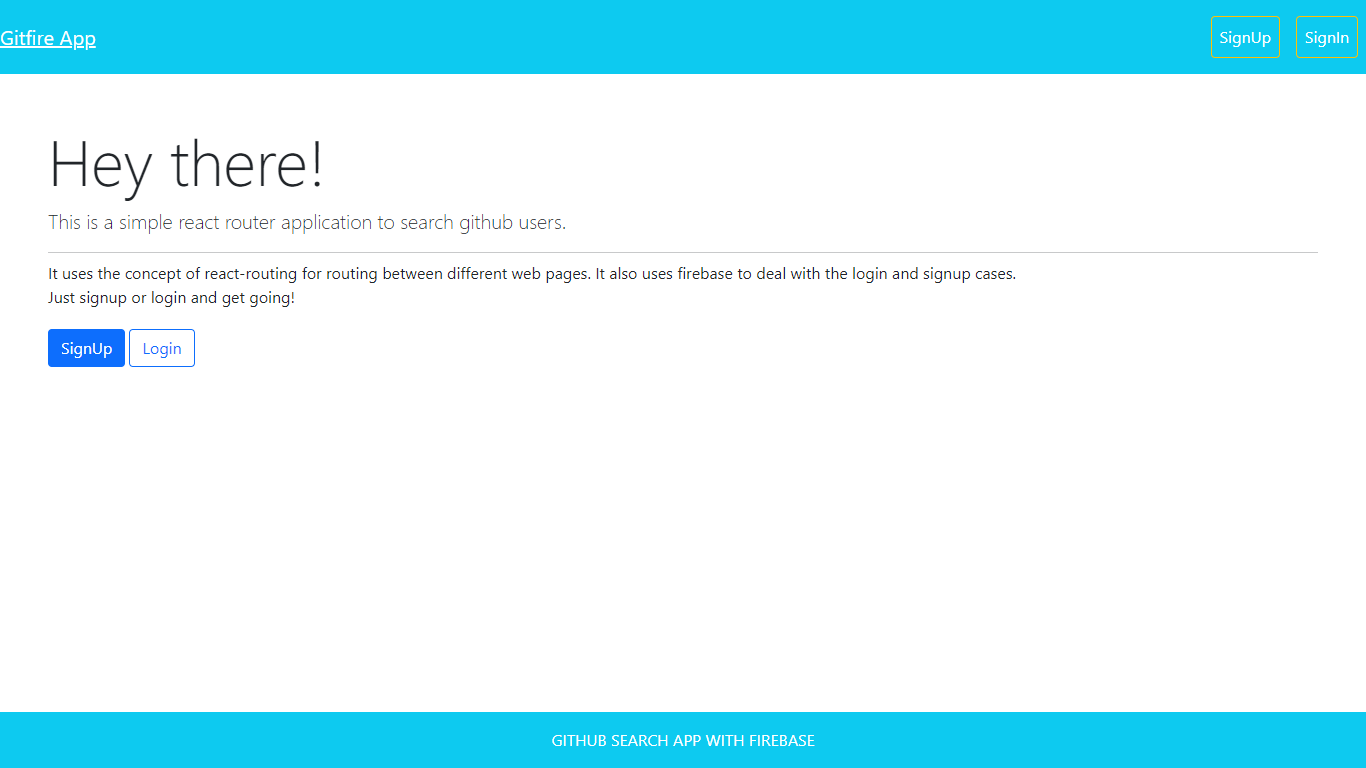 Gitfire App
SignUp
SignIn
Hey there!
This is a simple react router application to search github users.
It uses the concept of react-routing for routing between different web pages. It also uses firebase to deal with the login and signup cases.
Just signup or login and get going!
SignUp
Login
GITHUB SEARCH APP WITH FIREBASE